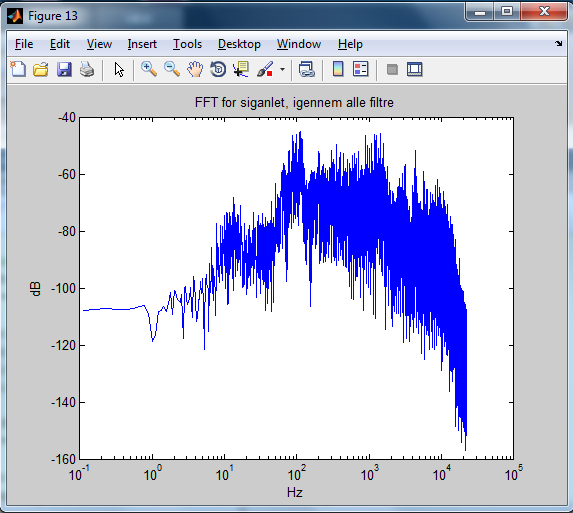 Figure 13
File Edit View Insert Tools Desktop Window Help
FFT for siganlet, igennem alle filtre
-40
-60
-80
-100
-120
-140
-160
dB
10^-1 10^0 10^1 10^2 10^3 10^4 10^5
Hz